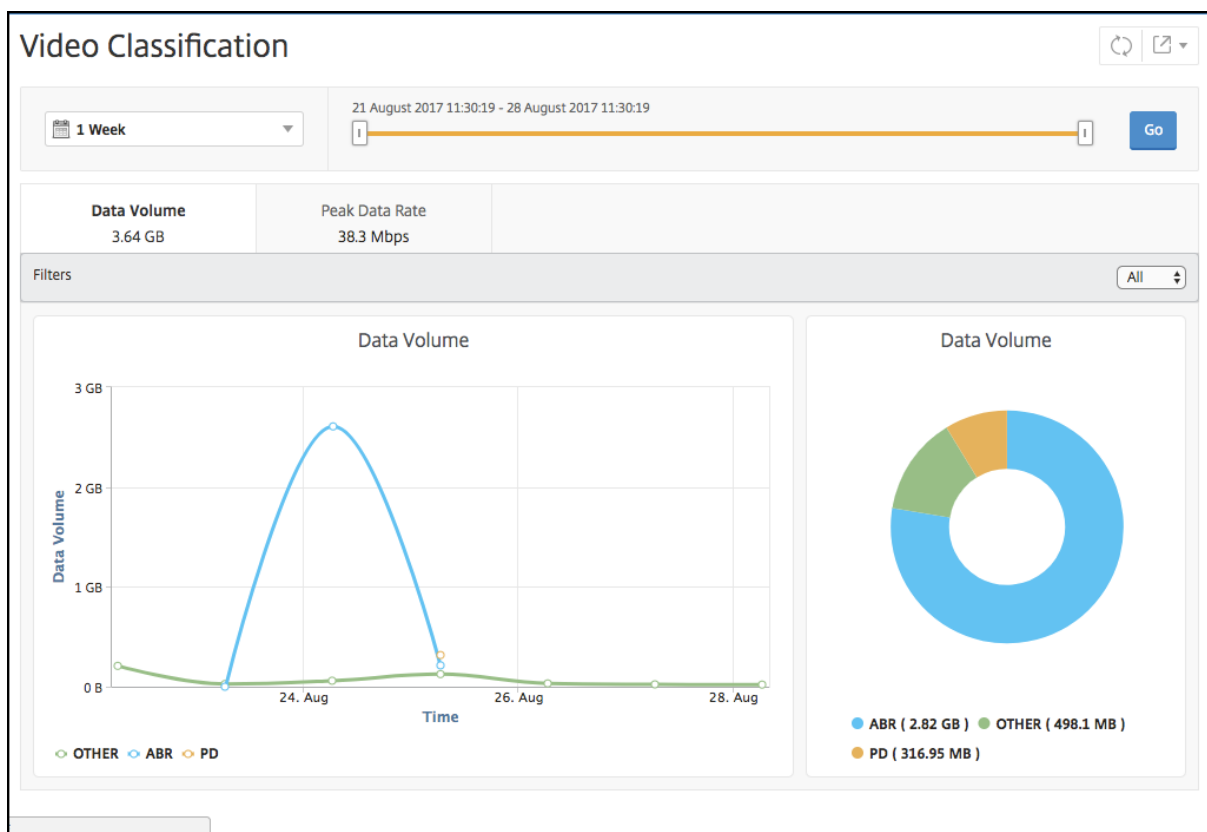 Video Classification
1 Week
21 August 2017 11:30:19 - 28 August 2017 11:30:19
Go
Data Volume
3.64 GB
Peak Data Rate
38.3 Mbps
Filters
All
Data Volume
3 GB
2 GB
1 GB
0 B
Data Volume
24. Aug
26. Aug
28. Aug
Time
OTHER ABR PD
Data Volume
ABR ( 2.82 GB ) OTHER ( 498.1 MB )
PD ( 316.95 MB )